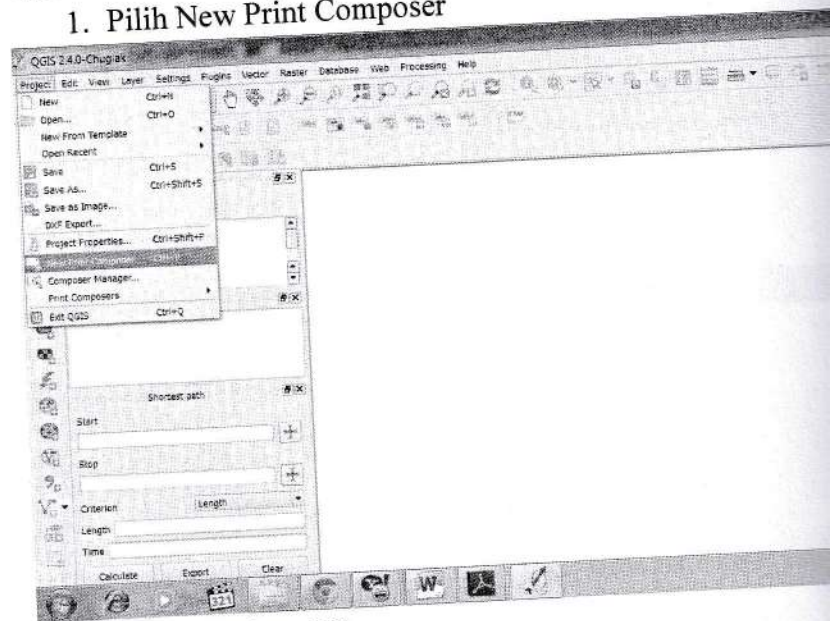 1. Pilih New Print Composer
QGIS 2.4.0-Chugiak
Project Edit View Layer Settings Plugins Vector Raster Database Web Processing Help
New Ctrl+N
Open... Ctrl+O
New From Template
Open Recent
Save Ctrl+S
Save As... Ctrl+Shift+S
Save as Image...
DXF Export...
Project Properties... Ctrl+Shift+P
New Print Composer
Composer Manager...
Print Composers
Exit QGIS Ctrl+Q
Shortest path
Start
Stop
Criterion Length
Length
Time
Calculate Export Clear
321
W